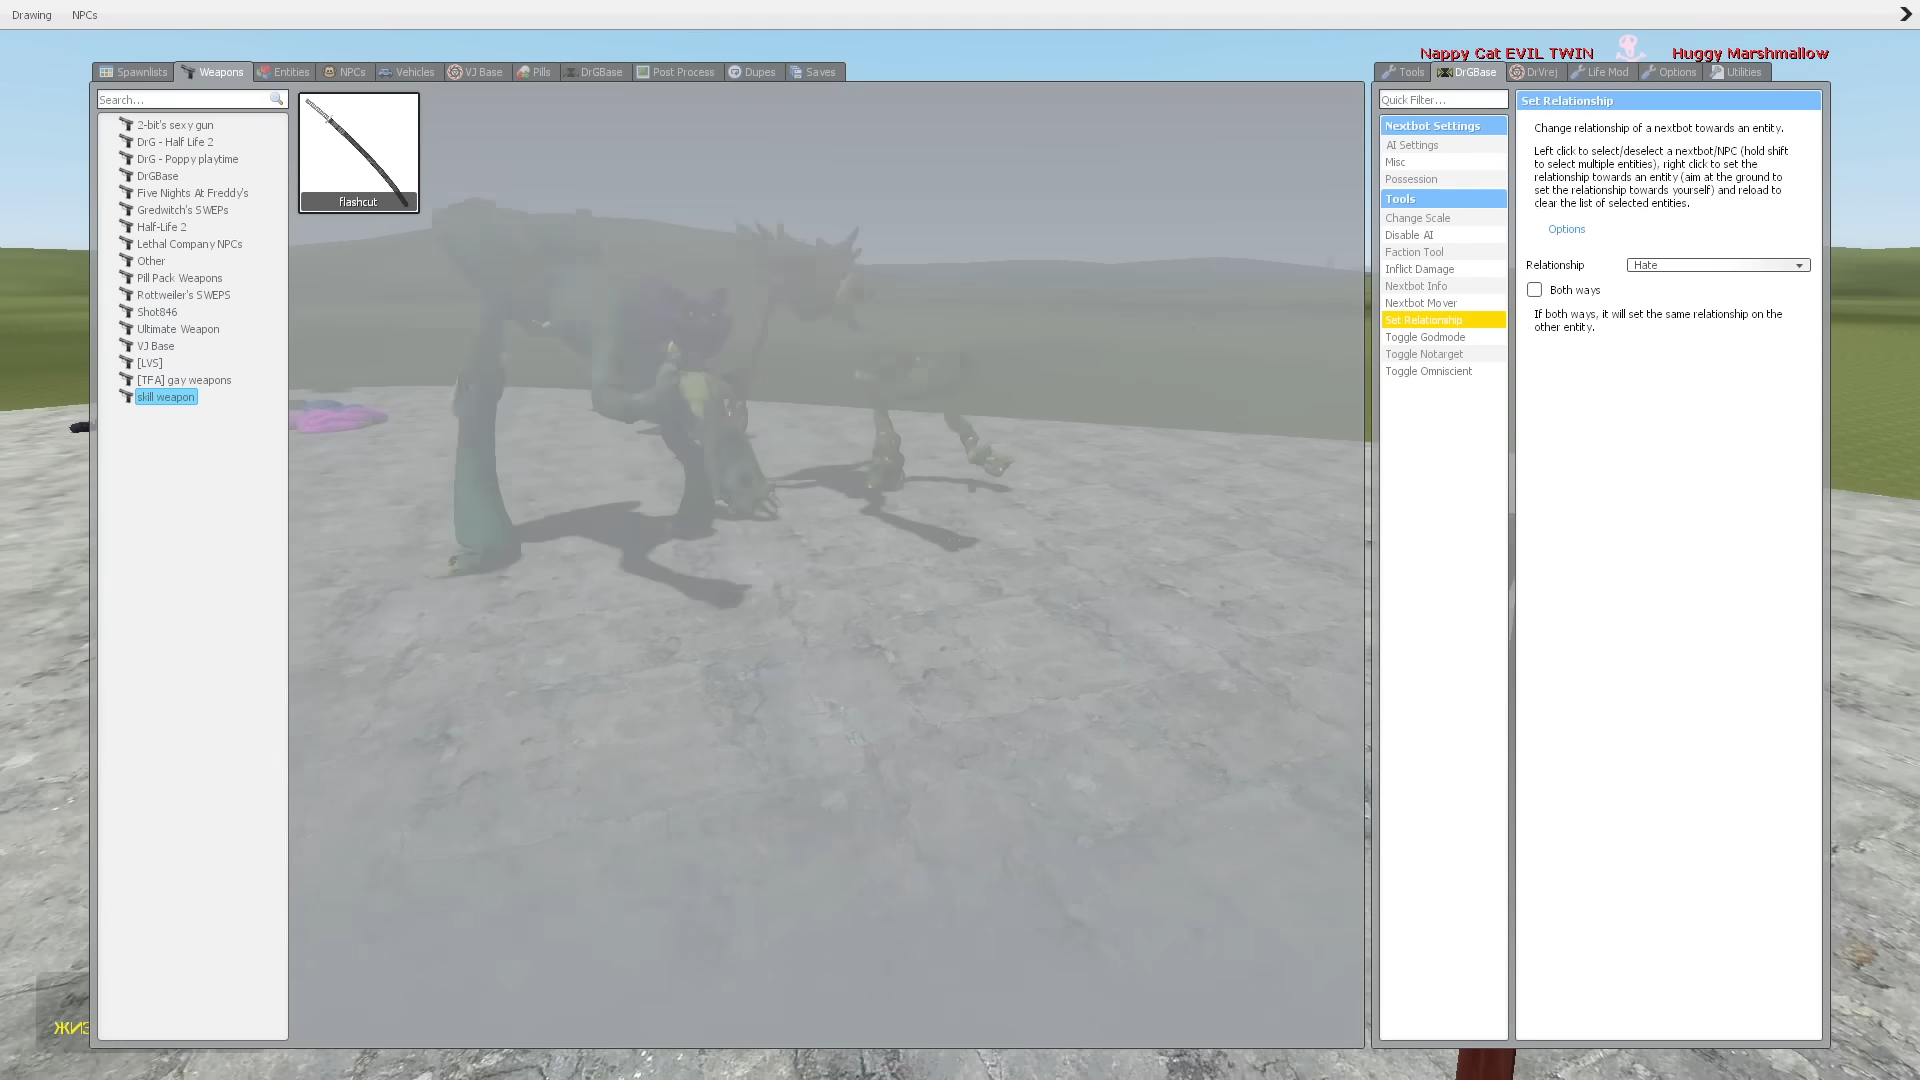 Drawing NPCs
Nappy Cat EVIL TWIN Huggy Marshmallow
Spawnlists Weapons Entities NPCs Vehicles VJ Base Pills DrGBase Post Process Dupes Saves
Tools DrGBase DrVrej Life Mod Options Utilities
Search...
2-bit's sexy gun
DrG - Half Life 2
DrG - Poppy playtime
DrGBase
Five Nights At Freddy's
Gredwitch's SWEPs
Half-Life 2
Lethal Company NPCs
Other
Pill Pack Weapons
Rottweiler's SWEPS
Shot846
Ultimate Weapon
VJ Base
[LVS]
[TFA] gay weapons
skill weapon
flashcut
Quick Filter...
Nextbot Settings
AI Settings
Misc
Possession
Tools
Change Scale
Disable AI
Faction Tool
Inflict Damage
Nextbot Info
Nextbot Mover
Set Relationship
Toggle Godmode
Toggle Notarget
Toggle Omniscient
Set Relationship
Change relationship of a nextbot towards an entity.
Left click to select/deselect a nextbot/NPC (hold shift
to select multiple entities), right click to set the
relationship towards an entity (aim at the ground to
set the relationship towards yourself) and reload to
clear the list of selected entities.
Options
Relationship Hate
Both ways
If both ways, it will set the same relationship on the
other entity.